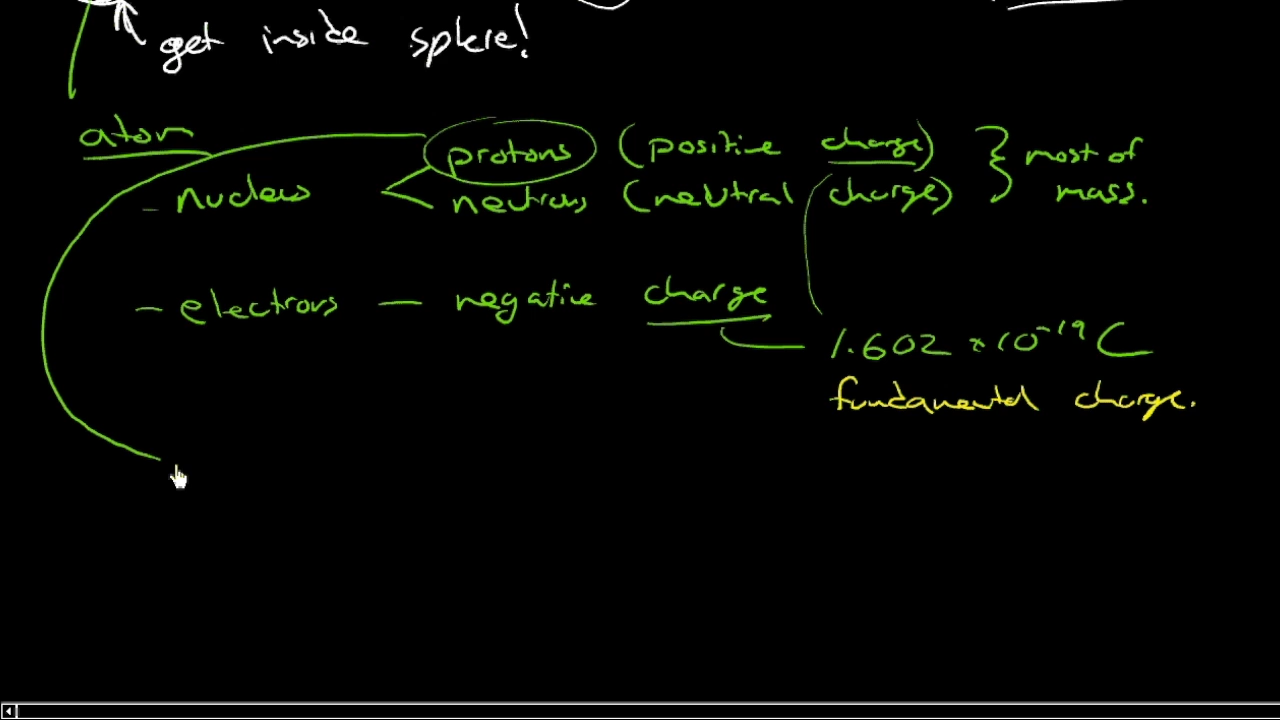 get inside sphere!
atom
- nucleus < protons (positive charge) } most of
neutrons (neutral charge) mass.
- electrons — negative charge
1.602 × 10⁻¹⁹ C
fundamental charge.